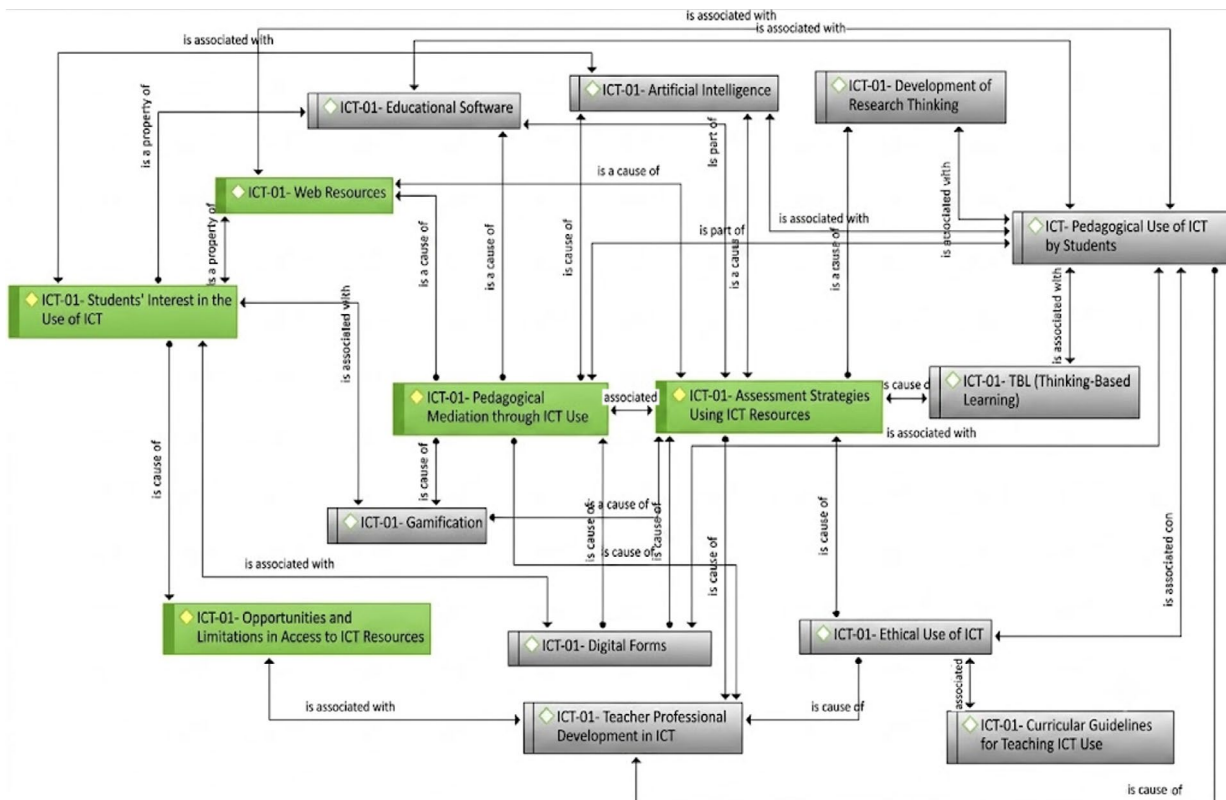 is associated with
is associated with
is associated with
ICT-01- Artificial Intelligence
ICT-01- Development of
Research Thinking
ICT-01- Educational Software
is a property of
Is part of
is a cause of
ICT-01- Web Resources
is associated with
is associated with
ICT- Pedagogical Use of ICT
by Students
is part of
is a property of
is a cause of
is a cause of
is cause of
is a cause
is a cause of
ICT-01- Students' Interest in the
Use of ICT
is associated with
is associated with
ICT-01- Pedagogical
Mediation through ICT Use
associated
ICT-01- Assessment Strategies
Using ICT Resources
is cause o
ICT-01- TBL (Thinking-Based
Learning)
is associated with
is cause of
is cause of
is a cause of
is cause of
is cause of
is cause of
is cause of
is cause of
is associated con
ICT-01- Gamification
is associated with
ICT-01- Opportunities and
Limitations in Access to ICT Resources
ICT-01- Digital Forms
ICT-01- Ethical Use of ICT
associated
is associated with
ICT-01- Teacher Professional
Development in ICT
is cause of
ICT-01- Curricular Guidelines
for Teaching ICT Use
is cause of